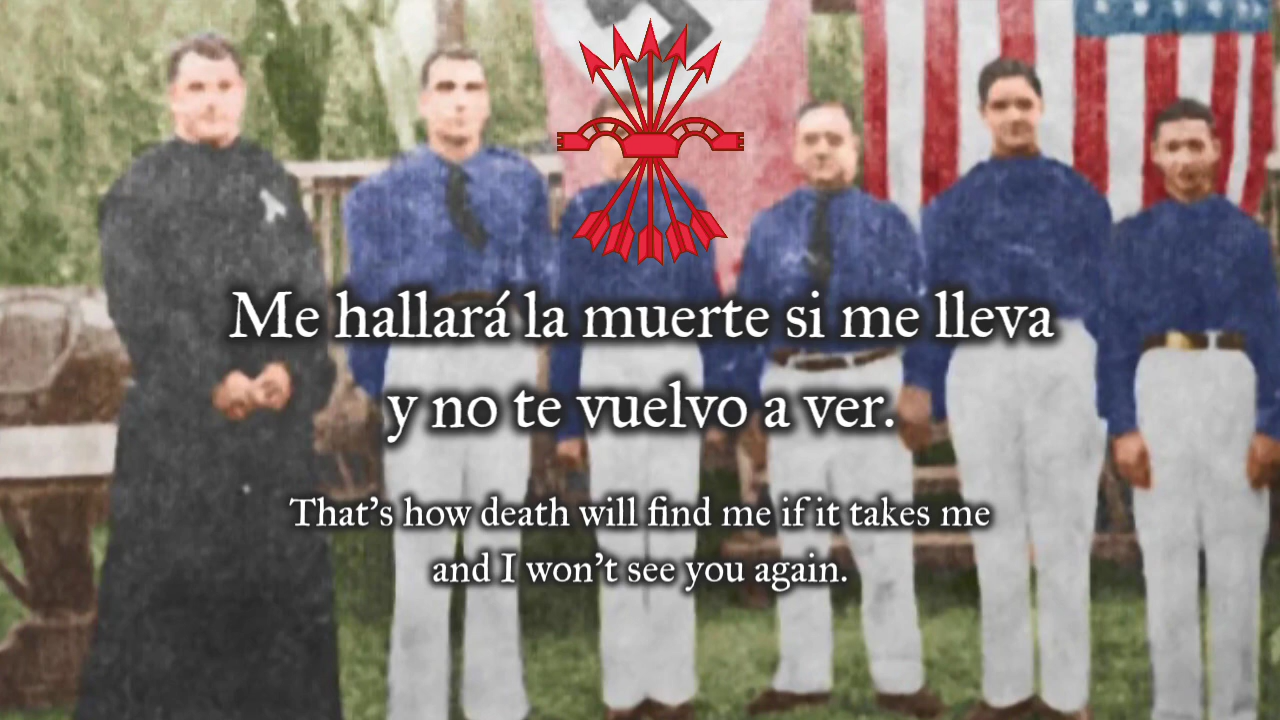 Me hallará la muerte si me lleva
y no te vuelvo a ver.
That's how death will find me if it takes me
and I won't see you again.